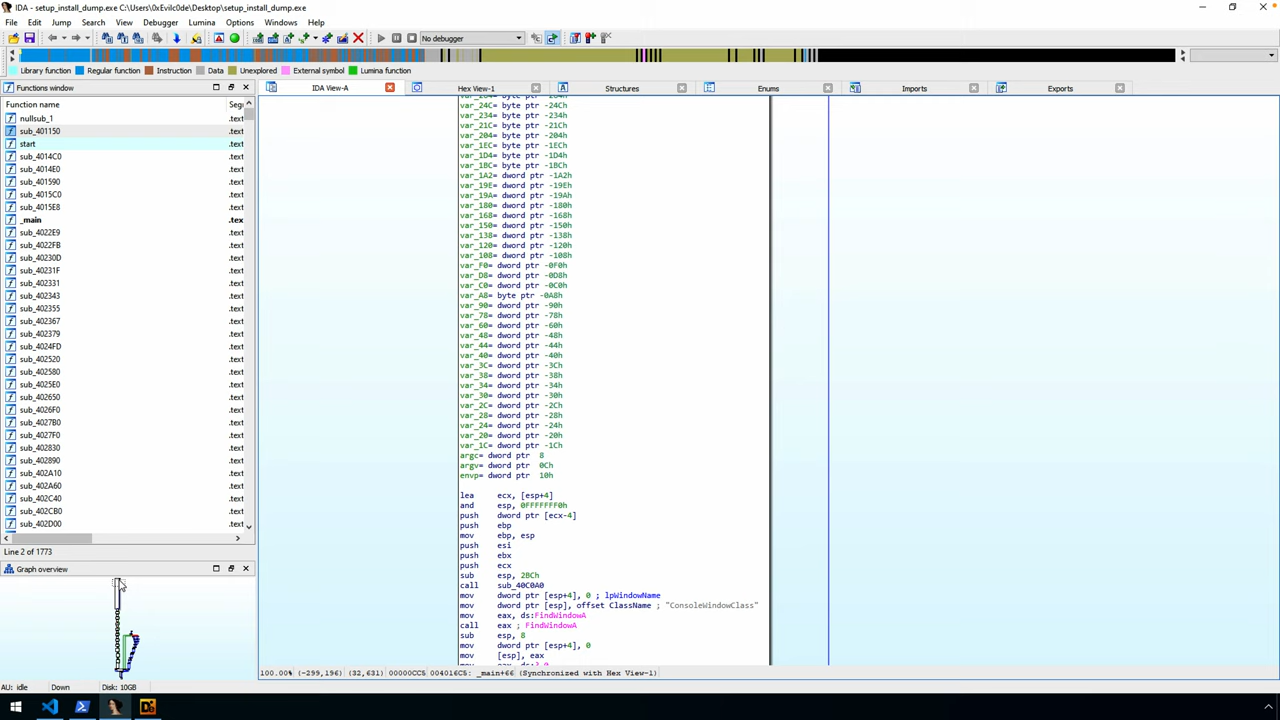 IDA - setup_install_dump.exe C:\Users\0xEvilc0de\Desktop\setup_install_dump.exe
File Edit Jump Search View Debugger Lumina Options Windows Help
No debugger
Library function Regular function Instruction Data Unexplored External symbol Lumina function
Functions window
IDA View-A Hex View-1 Structures Enums Imports Exports
Function name Seg
nullsub_1 .text
sub_401150 .text
start .text
sub_4014C0 .text
sub_4014E0 .text
sub_401590 .text
sub_4015C0 .text
sub_4015E8 .text
_main .tex
sub_4022E9 .text
sub_4022FB .text
sub_40230D .text
sub_40231F .text
sub_402331 .text
sub_402343 .text
sub_402355 .text
sub_402367 .text
sub_402379 .text
sub_4024FD .text
sub_402520 .text
sub_402580 .text
sub_4025E0 .text
sub_402650 .text
sub_4026F0 .text
sub_4027B0 .text
sub_4027F0 .text
sub_402830 .text
sub_402890 .text
sub_402A10 .text
sub_402A60 .text
sub_402C40 .text
sub_402CB0 .text
sub_402D00 .text
Line 2 of 1773
Graph overview
var_24C= byte ptr -24Ch
var_234= byte ptr -234h
var_21C= byte ptr -21Ch
var_204= byte ptr -204h
var_1EC= byte ptr -1ECh
var_1D4= byte ptr -1D4h
var_1BC= byte ptr -1BCh
var_1A2= dword ptr -1A2h
var_19E= dword ptr -19Eh
var_19A= dword ptr -19Ah
var_180= dword ptr -180h
var_168= dword ptr -168h
var_150= dword ptr -150h
var_138= dword ptr -138h
var_120= dword ptr -120h
var_108= dword ptr -108h
var_F0= dword ptr -0F0h
var_D8= dword ptr -0D8h
var_C0= dword ptr -0C0h
var_A8= byte ptr -0A8h
var_90= dword ptr -90h
var_78= dword ptr -78h
var_60= dword ptr -60h
var_48= dword ptr -48h
var_44= dword ptr -44h
var_40= dword ptr -40h
var_3C= dword ptr -3Ch
var_38= dword ptr -38h
var_34= dword ptr -34h
var_30= dword ptr -30h
var_2C= dword ptr -2Ch
var_28= dword ptr -28h
var_24= dword ptr -24h
var_20= dword ptr -20h
var_1C= dword ptr -1Ch
argc= dword ptr 8
argv= dword ptr 0Ch
envp= dword ptr 10h
lea ecx, [esp+4]
and esp, 0FFFFFFF0h
push dword ptr [ecx-4]
push ebp
mov ebp, esp
push esi
push ebx
push ecx
sub esp, 2BCh
call sub_40C0A0
mov dword ptr [esp+4], 0 ; lpWindowName
mov dword ptr [esp], offset ClassName ; "ConsoleWindowClass"
mov eax, ds:FindWindowA
call eax ; FindWindowA
sub esp, 8
mov dword ptr [esp+4], 0
mov [esp], eax
100.00% (-299,196) (32,631) 00000CC5 004016C5: _main+66 (Synchronized with Hex View-1)
AU: idle Down Disk: 10GB